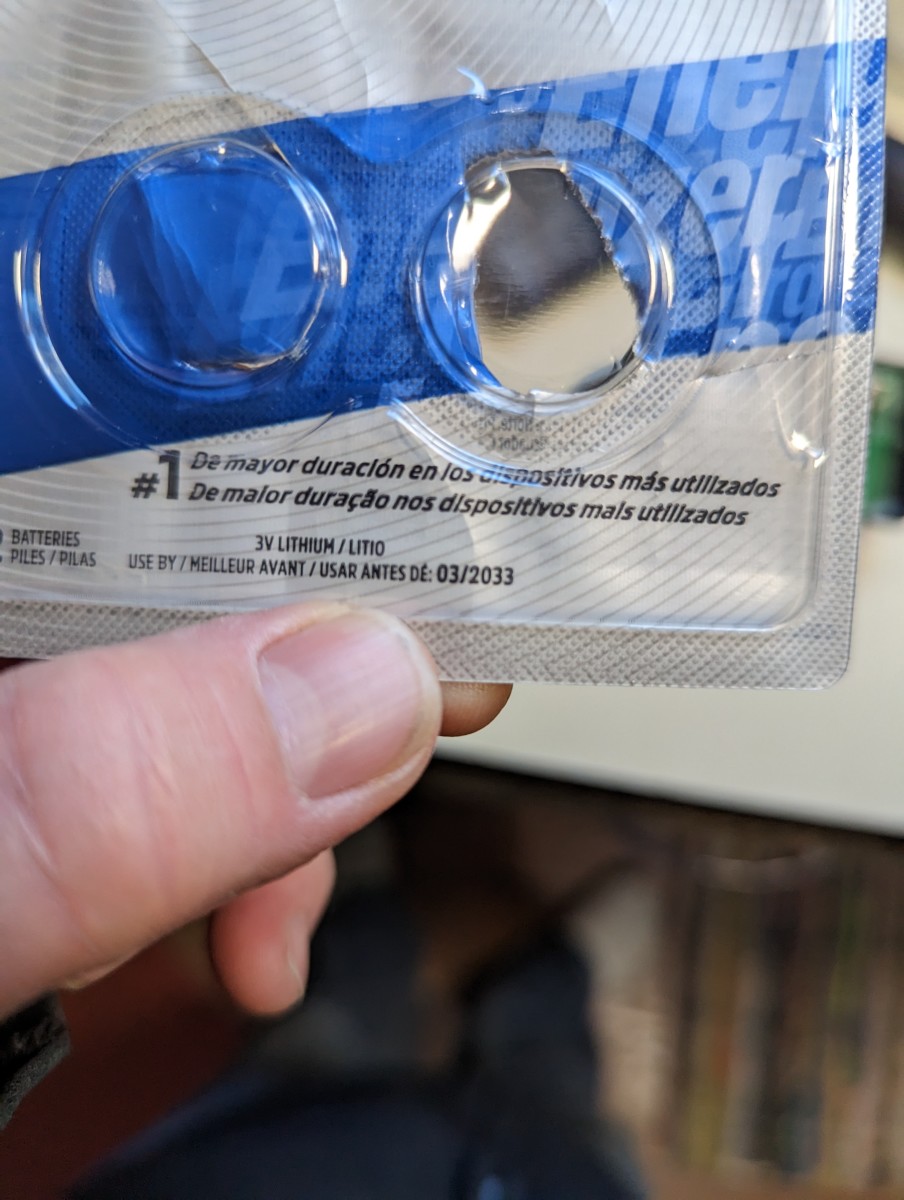 Ener
#1 De mayor duración en los dispositivos más utilizados
De maior duração nos dispositivos mais utilizados
BATTERIES
PILES / PILAS
3V LITHIUM / LITIO
USE BY / MEILLEUR AVANT / USAR ANTES DE: 03/2033